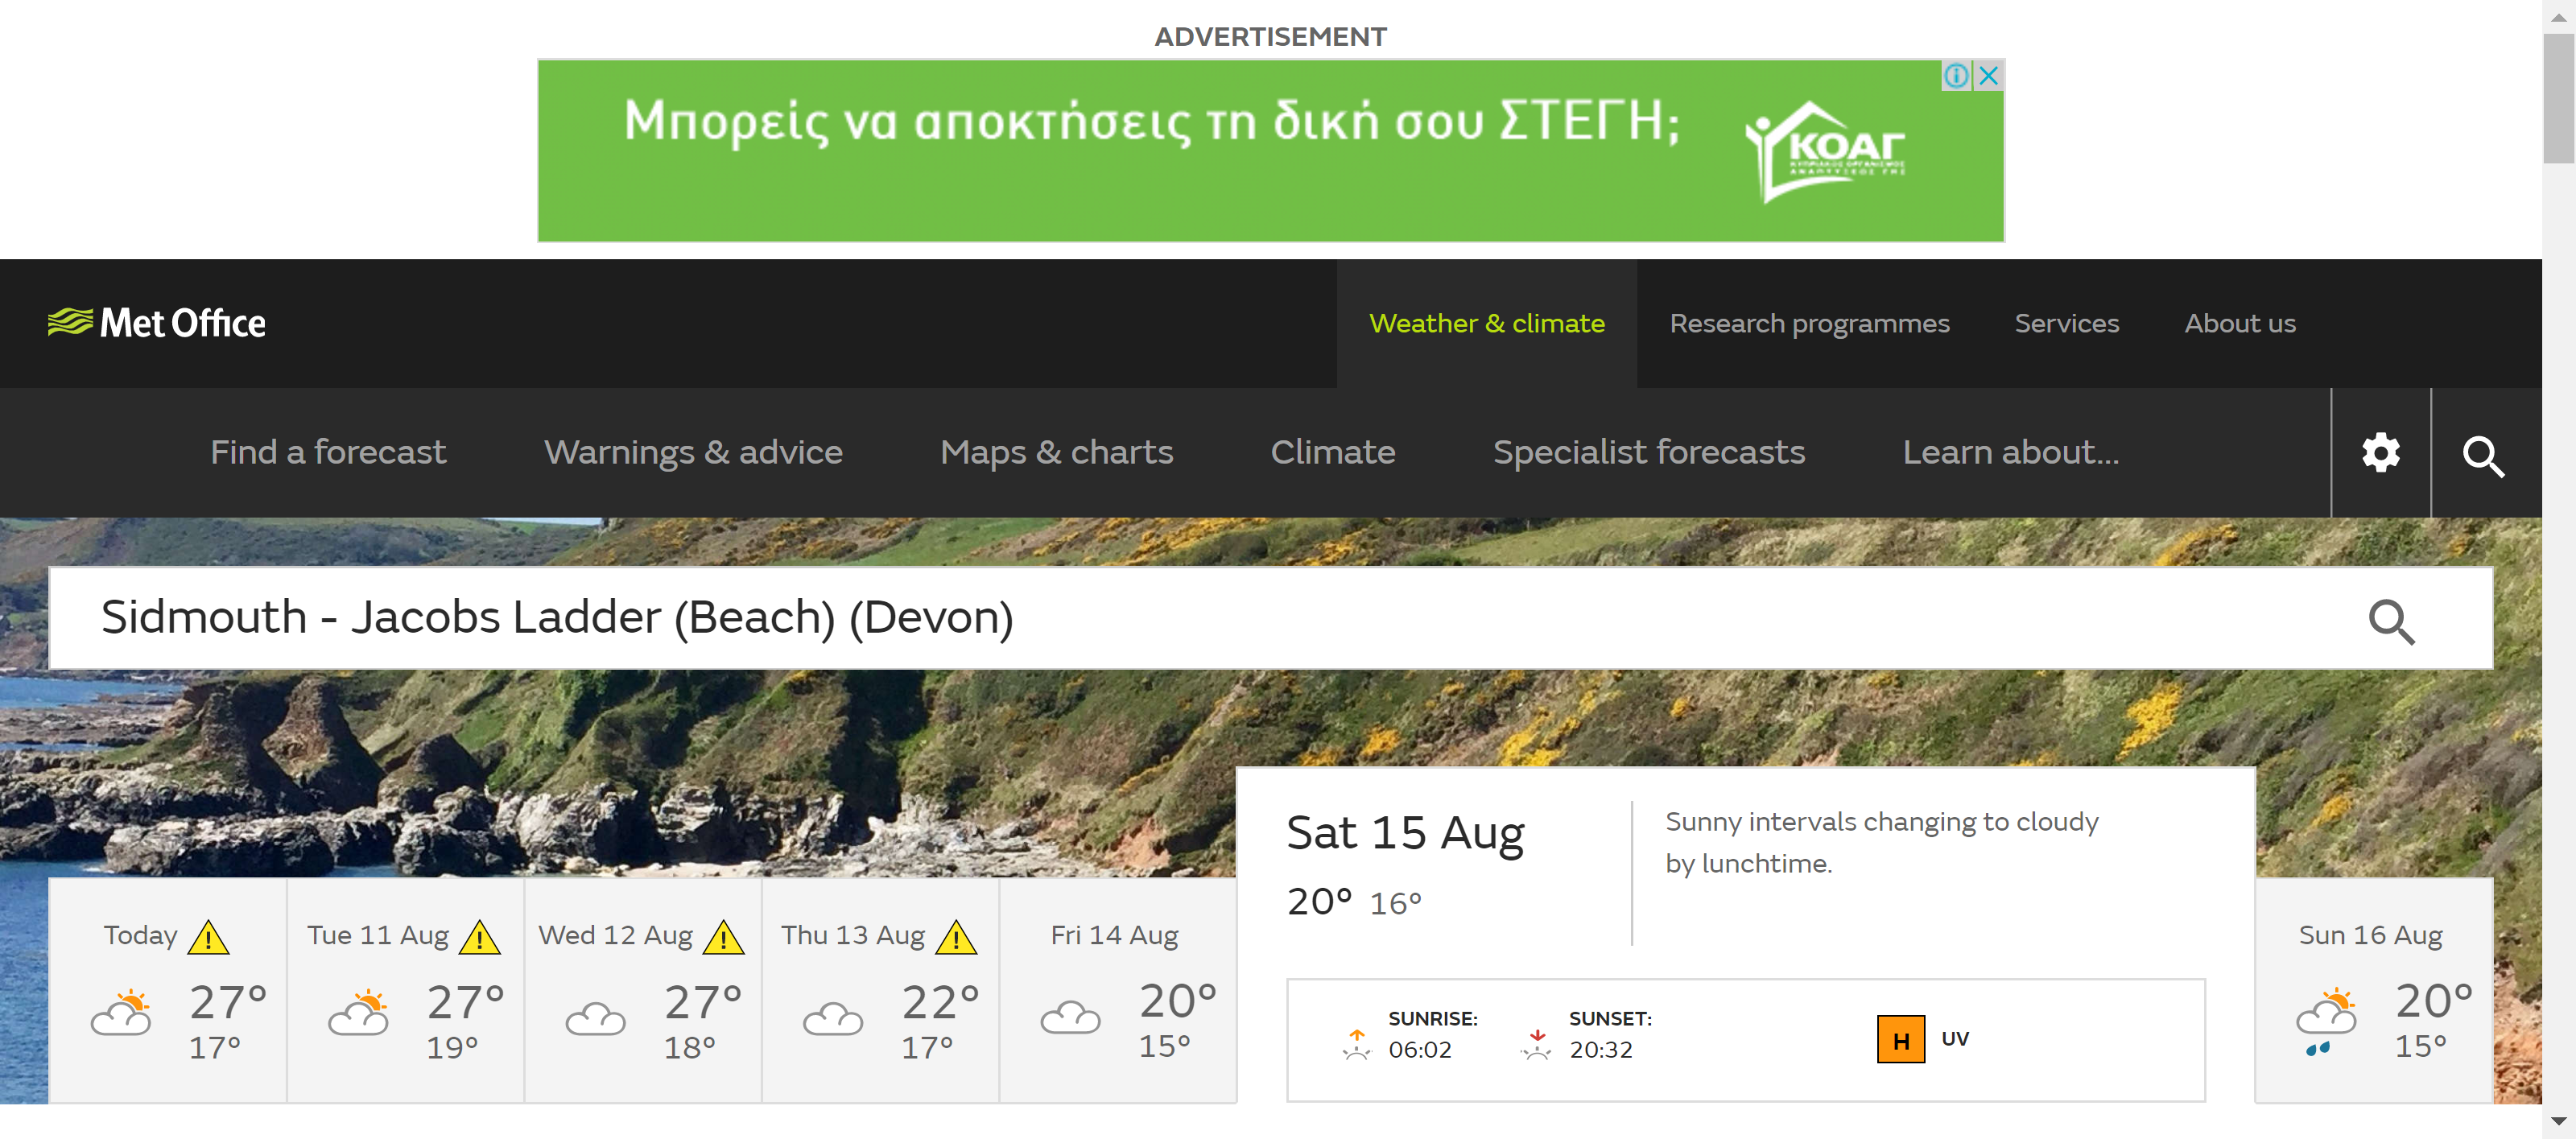 ADVERTISEMENT
Μπορείς να αποκτήσεις τη δική σου ΣΤΕΓΗ;
ΚΟΑΓ
ΚΥΠΡΙΑΚΟΣ ΟΡΓΑΝΙΣΜΟΣ
ΑΝΑΠΤΥΞΕΩΣ ΓΗΣ
Met Office
Weather & climate
Research programmes
Services
About us
Find a forecast
Warnings & advice
Maps & charts
Climate
Specialist forecasts
Learn about...
Sidmouth - Jacobs Ladder (Beach) (Devon)
Today
27°
17°
Tue 11 Aug
27°
19°
Wed 12 Aug
27°
18°
Thu 13 Aug
22°
17°
Fri 14 Aug
20°
15°
Sat 15 Aug
20° 16°
Sunny intervals changing to cloudy
by lunchtime.
SUNRISE:
06:02
SUNSET:
20:32
H UV
Sun 16 Aug
20°
15°